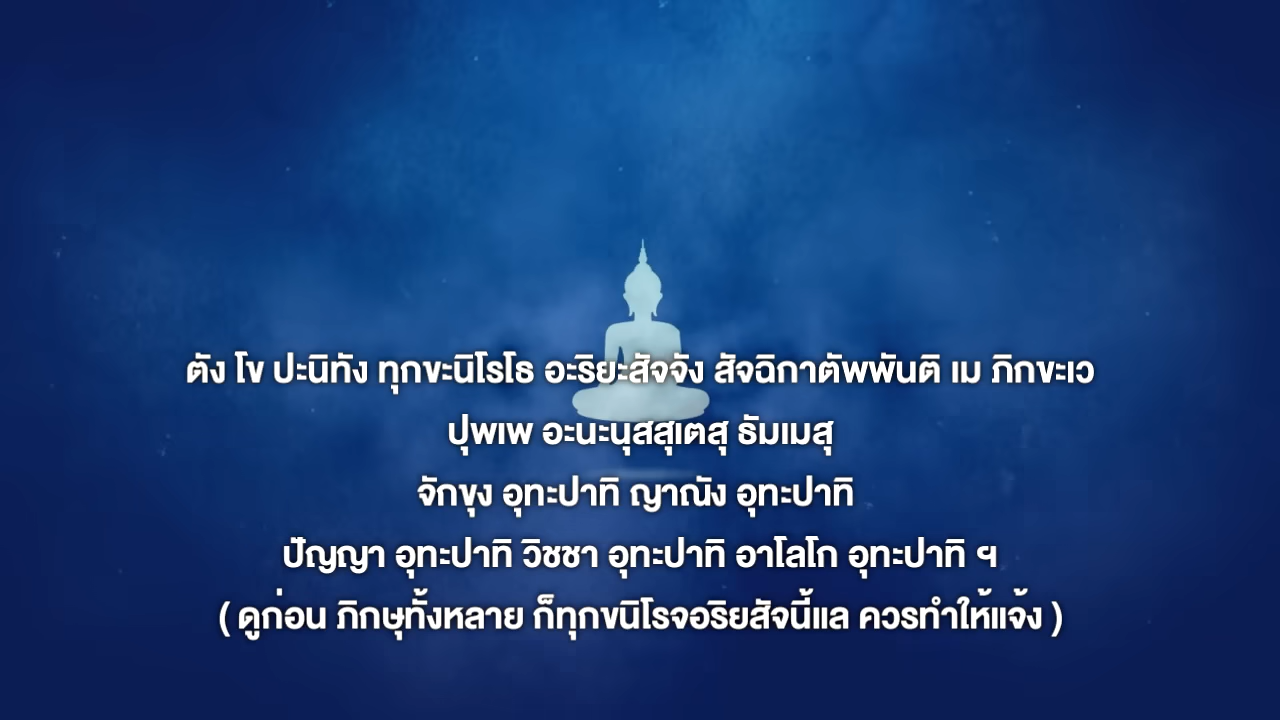 ตัง โข ปะนิทัง ทุกขะนิโรโธ อะริยะสัจจัง สัจฉิกาตัพพันติ เม ภิกขะเว
ปุพเพ อะนะนุสสุเตสุ ธัมเมสุ
จักขุง อุทะปาทิ ญาณัง อุทะปาทิ
ปัญญา อุทะปาทิ วิชชา อุทะปาทิ อาโลโก อุทะปาทิ ฯ
( ดูก่อน ภิกษุทั้งหลาย ก็ทุกขนิโรจอริยสัจนี้แล ควรทำให้แจ้ง )